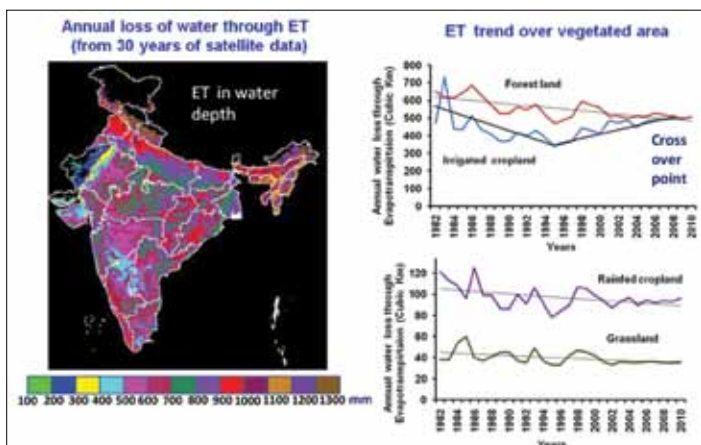 Annual loss of water through ET
(from 30 years of satellite data)
ET in water
depth
100 200 300 400 500 600 700 800 900 1000 1100 1200 1300 mm
ET trend over vegetated area
Annual water loss through
Evapotranspirtaion (Cubic Km)
800
700
600
500
400
300
200
100
0
Forest land
Irrigated cropland
Cross
over
point
1982 1984 1986 1988 1990 1992 1994 1996 1998 2000 2002 2004 2006 2008 2010
Years
Annual water loss through
Evapotranspirtaion (Cubic Km)
120
100
80
60
40
20
0
Rainfed cropland
Grassland
1982 1984 1986 1988 1990 1992 1994 1996 1998 2000 2002 2004 2006 2008 2010
Years